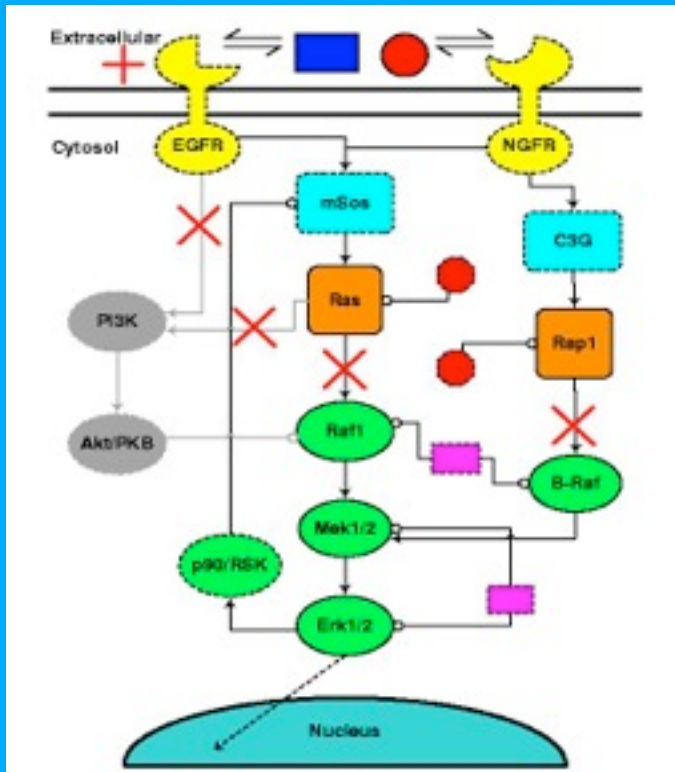 Extracellular
Cytosol
EGFR
NGFR
mSos
C3G
Ras
PI3K
Rap1
Raf1
Akt/PKB
B-Raf
Mek1/2
p90/RSK
Erk1/2
Nucleus